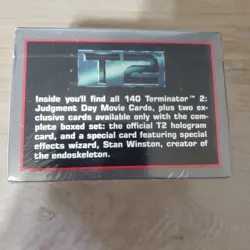 T2
Inside you'll find all 140 Terminator™ 2:
Judgment Day Movie Cards, plus two ex-
clusive cards available only with the com-
plete boxed set: the official T2 hologram
card, and a special card featuring special
effects wizard, Stan Winston, creator of
the endoskeleton.